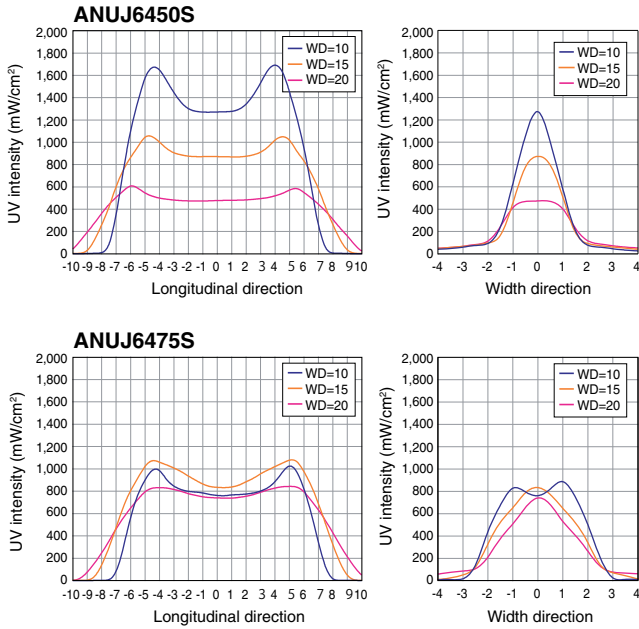 ANUJ6450S
UV intensity (mW/cm²)
2,000
1,800
1,600
1,400
1,200
1,000
800
600
400
200
0
WD=10
WD=15
WD=20
-10 -9 -8 -7 -6 -5 -4 -3 -2 -1 0 1 2 3 4 5 6 7 8 9 10
Longitudinal direction
UV intensity (mW/cm²)
2,000
1,800
1,600
1,400
1,200
1,000
800
600
400
200
0
WD=10
WD=15
WD=20
-4 -3 -2 -1 0 1 2 3 4
Width direction
ANUJ6475S
UV intensity (mW/cm²)
2,000
1,800
1,600
1,400
1,200
1,000
800
600
400
200
0
WD=10
WD=15
WD=20
-10 -9 -8 -7 -6 -5 -4 -3 -2 -1 0 1 2 3 4 5 6 7 8 9 10
Longitudinal direction
UV intensity (mW/cm²)
2,000
1,800
1,600
1,400
1,200
1,000
800
600
400
200
0
WD=10
WD=15
WD=20
-4 -3 -2 -1 0 1 2 3 4
Width direction